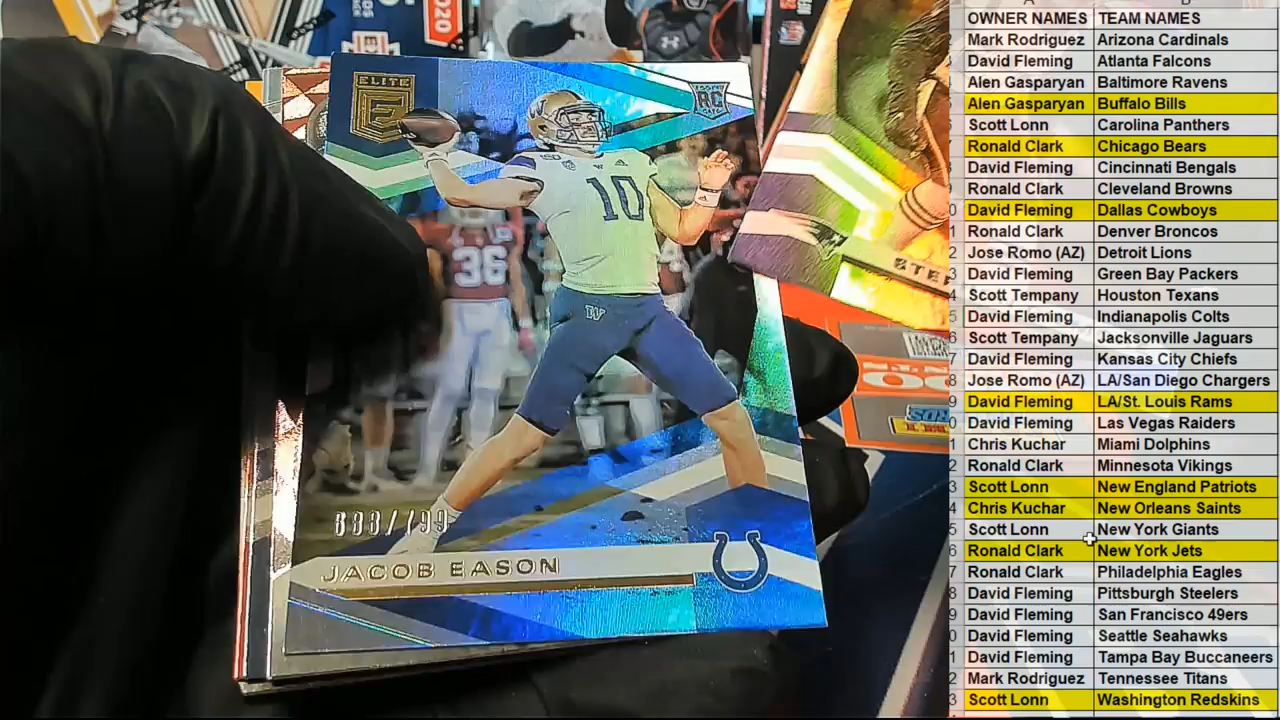 2020
ELITE
E
RC
10
36
W
STEP
00
683/799
JACOB EASON
OWNER NAMES TEAM NAMES
Mark Rodriguez Arizona Cardinals
David Fleming Atlanta Falcons
Alen Gasparyan Baltimore Ravens
Alen Gasparyan Buffalo Bills
Scott Lonn Carolina Panthers
Ronald Clark Chicago Bears
David Fleming Cincinnati Bengals
Ronald Clark Cleveland Browns
David Fleming Dallas Cowboys
Ronald Clark Denver Broncos
Jose Romo (AZ) Detroit Lions
David Fleming Green Bay Packers
Scott Tempany Houston Texans
David Fleming Indianapolis Colts
Scott Tempany Jacksonville Jaguars
David Fleming Kansas City Chiefs
Jose Romo (AZ) LA/San Diego Chargers
David Fleming LA/St. Louis Rams
David Fleming Las Vegas Raiders
Chris Kuchar Miami Dolphins
Ronald Clark Minnesota Vikings
Scott Lonn New England Patriots
Chris Kuchar New Orleans Saints
Scott Lonn New York Giants
Ronald Clark New York Jets
Ronald Clark Philadelphia Eagles
David Fleming Pittsburgh Steelers
David Fleming San Francisco 49ers
David Fleming Seattle Seahawks
David Fleming Tampa Bay Buccaneers
Mark Rodriguez Tennessee Titans
Scott Lonn Washington Redskins